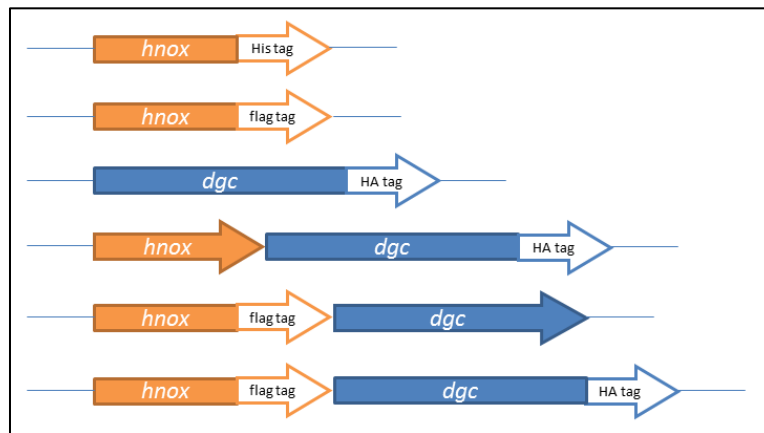 hnox His tag
hnox flag tag
dgc HA tag
hnox dgc HA tag
hnox flag tag dgc
hnox flag tag dgc HA tag